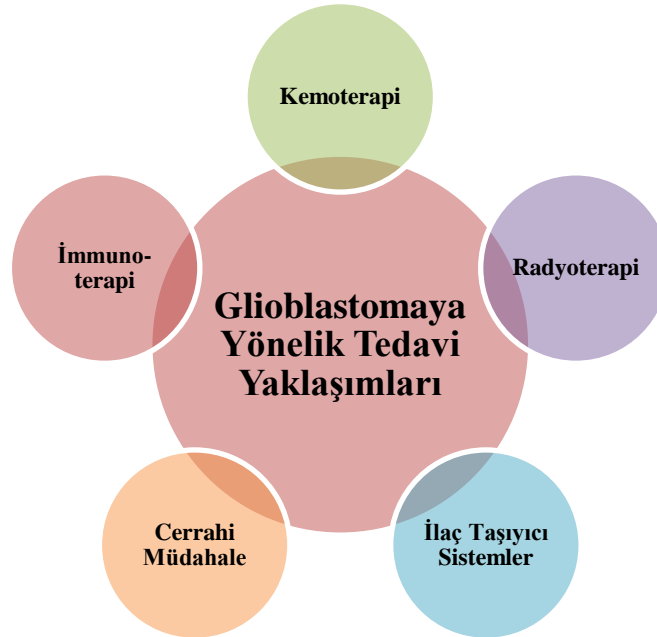 Kemoterapi
İmmuno-
terapi
Radyoterapi
Glioblastomaya
Yönelik Tedavi
Yaklaşımları
Cerrahi
Müdahale
İlaç Taşıyıcı
Sistemler